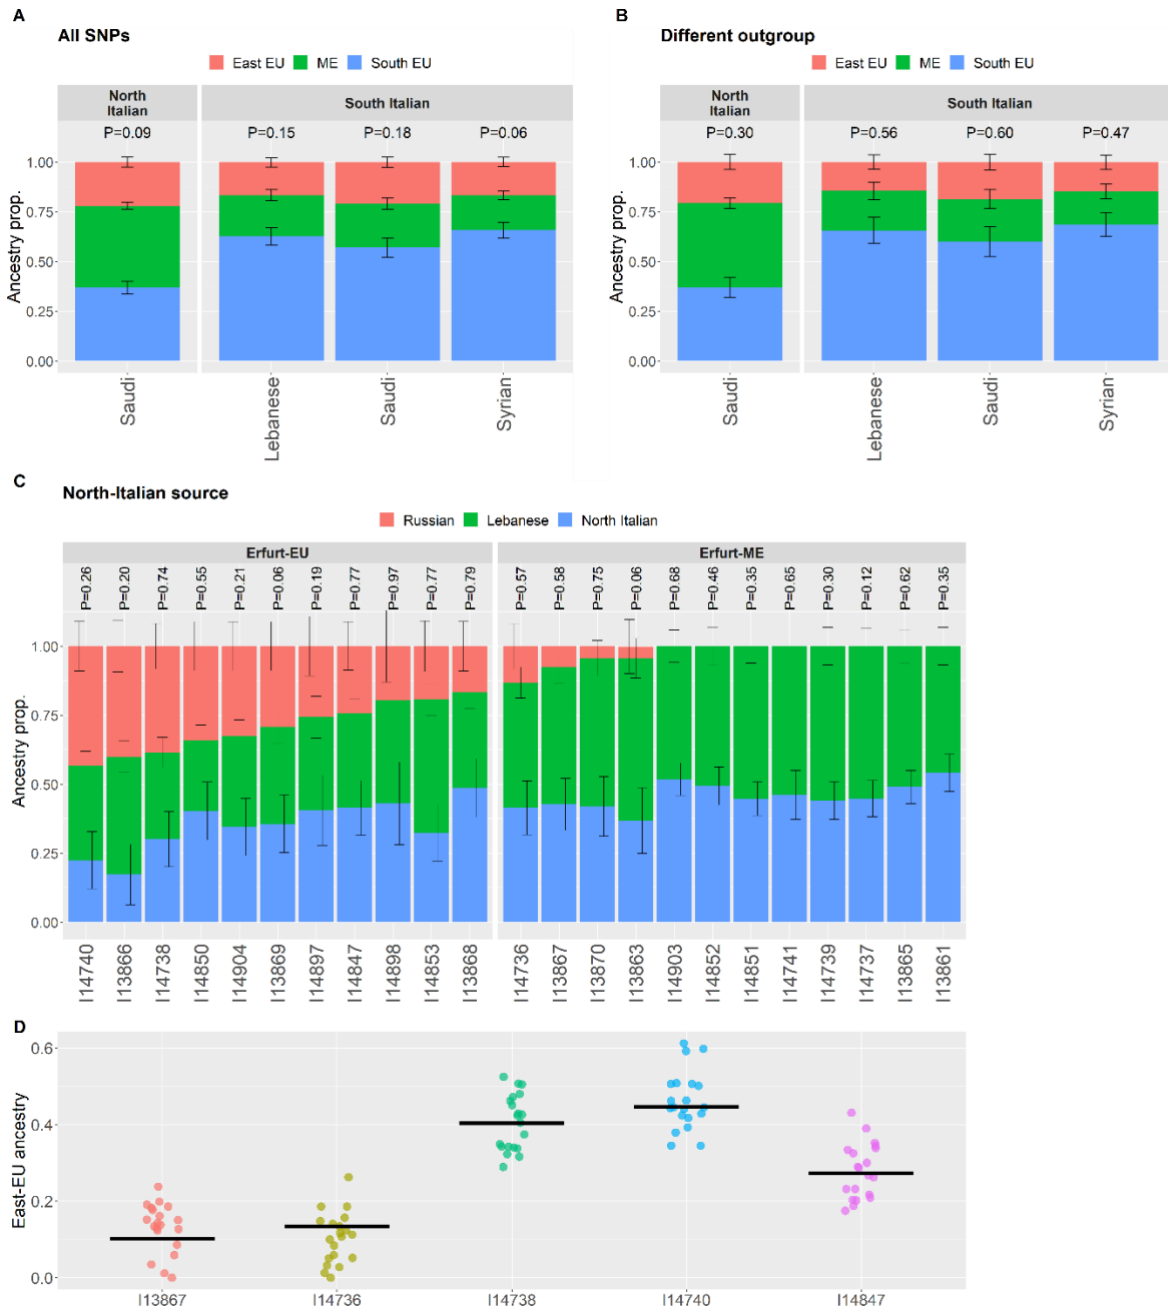 A
All SNPs
East EU ME South EU
North
Italian
South Italian
P=0.09 P=0.15 P=0.18 P=0.06
1.00
0.75
0.50
0.25
0.00
Ancestry prop.
Saudi Lebanese Saudi Syrian
B
Different outgroup
East EU ME South EU
North
Italian
South Italian
P=0.30 P=0.56 P=0.60 P=0.47
1.00
0.75
0.50
0.25
0.00
Ancestry prop.
Saudi Lebanese Saudi Syrian
C
North-Italian source
Russian Lebanese North Italian
Erfurt-EU Erfurt-ME
P=0.26 P=0.20 P=0.74 P=0.55 P=0.21 P=0.06 P=0.19 P=0.77 P=0.97 P=0.77 P=0.79 P=0.57 P=0.58 P=0.75 P=0.06 P=0.68 P=0.46 P=0.35 P=0.65 P=0.30 P=0.12 P=0.62 P=0.35
1.00
0.75
0.50
0.25
0.00
Ancestry prop.
I14740 I13866 I14738 I14850 I14904 I13869 I14897 I14847 I14898 I14853 I13868 I14736 I13867 I13870 I13863 I14903 I14852 I14851 I14741 I14739 I14737 I13865 I13861
D
0.6
0.4
0.2
0.0
East-EU ancestry
I13867 I14736 I14738 I14740 I14847